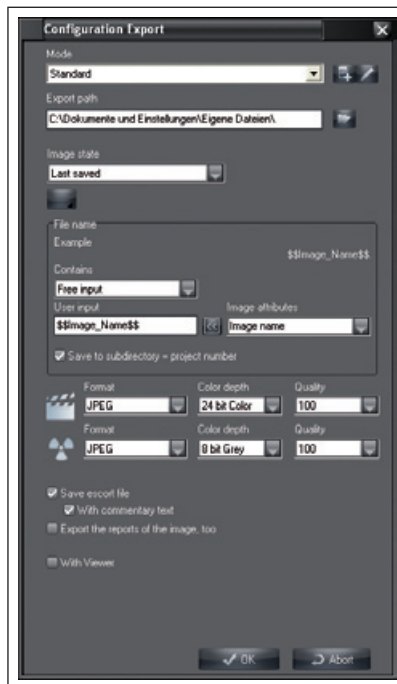 Configuration Export
Mode
Standard
Export path
C:\Dokumente und Einstellungen\Eigene Dateien\
Image state
Last saved
File name
Example
$$Image_Name$$
Contains
Free input
User input Image attributes
$$Image_Name$$ Image name
Save to subdirectory = project number
Format Color depth Quality
JPEG 24 bit Color 100
Format Color depth Quality
JPEG 8 bit Grey 100
Save escort file
With commentary text
Export the reports of the image, too
With Viewer
OK Abort